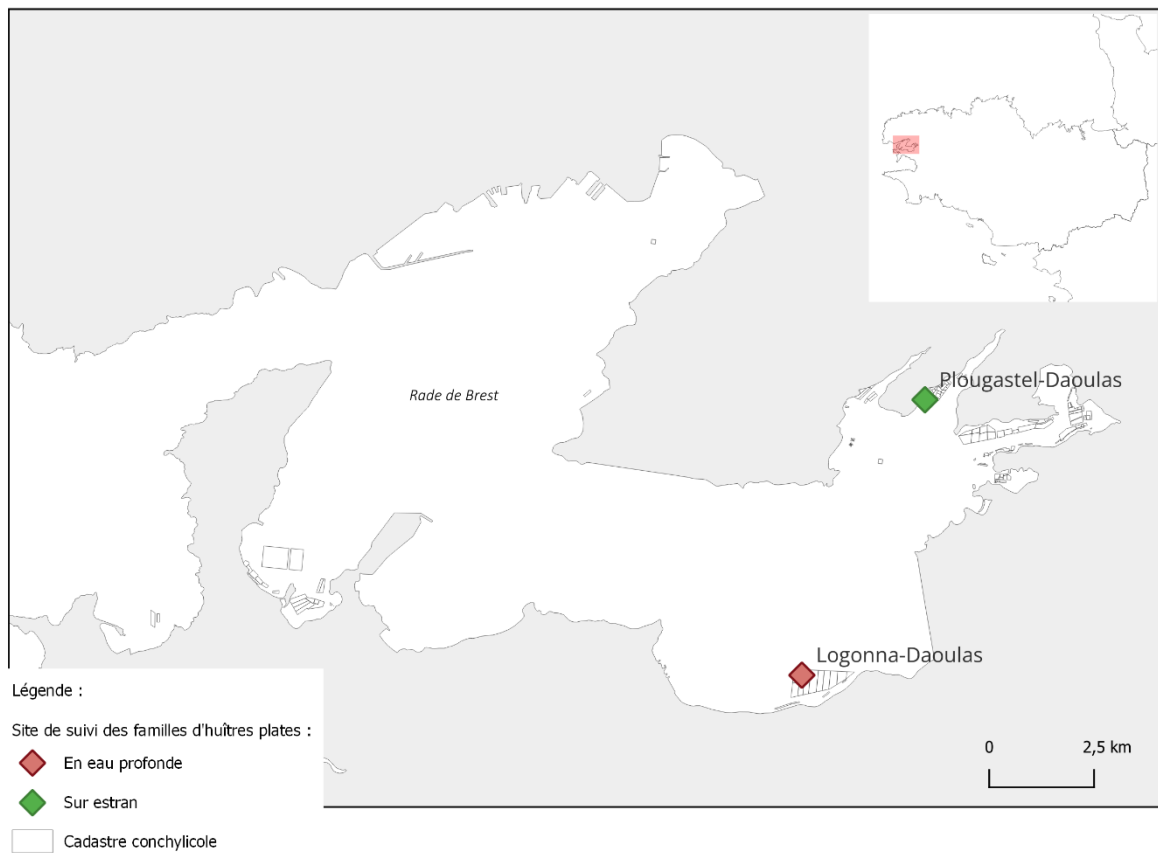 Plougastel-Daoulas
Rade de Brest
Logonna-Daoulas
Légende :
Site de suivi des familles d'huîtres plates :
En eau profonde
Sur estran
Cadastre conchylicole
0 2,5 km